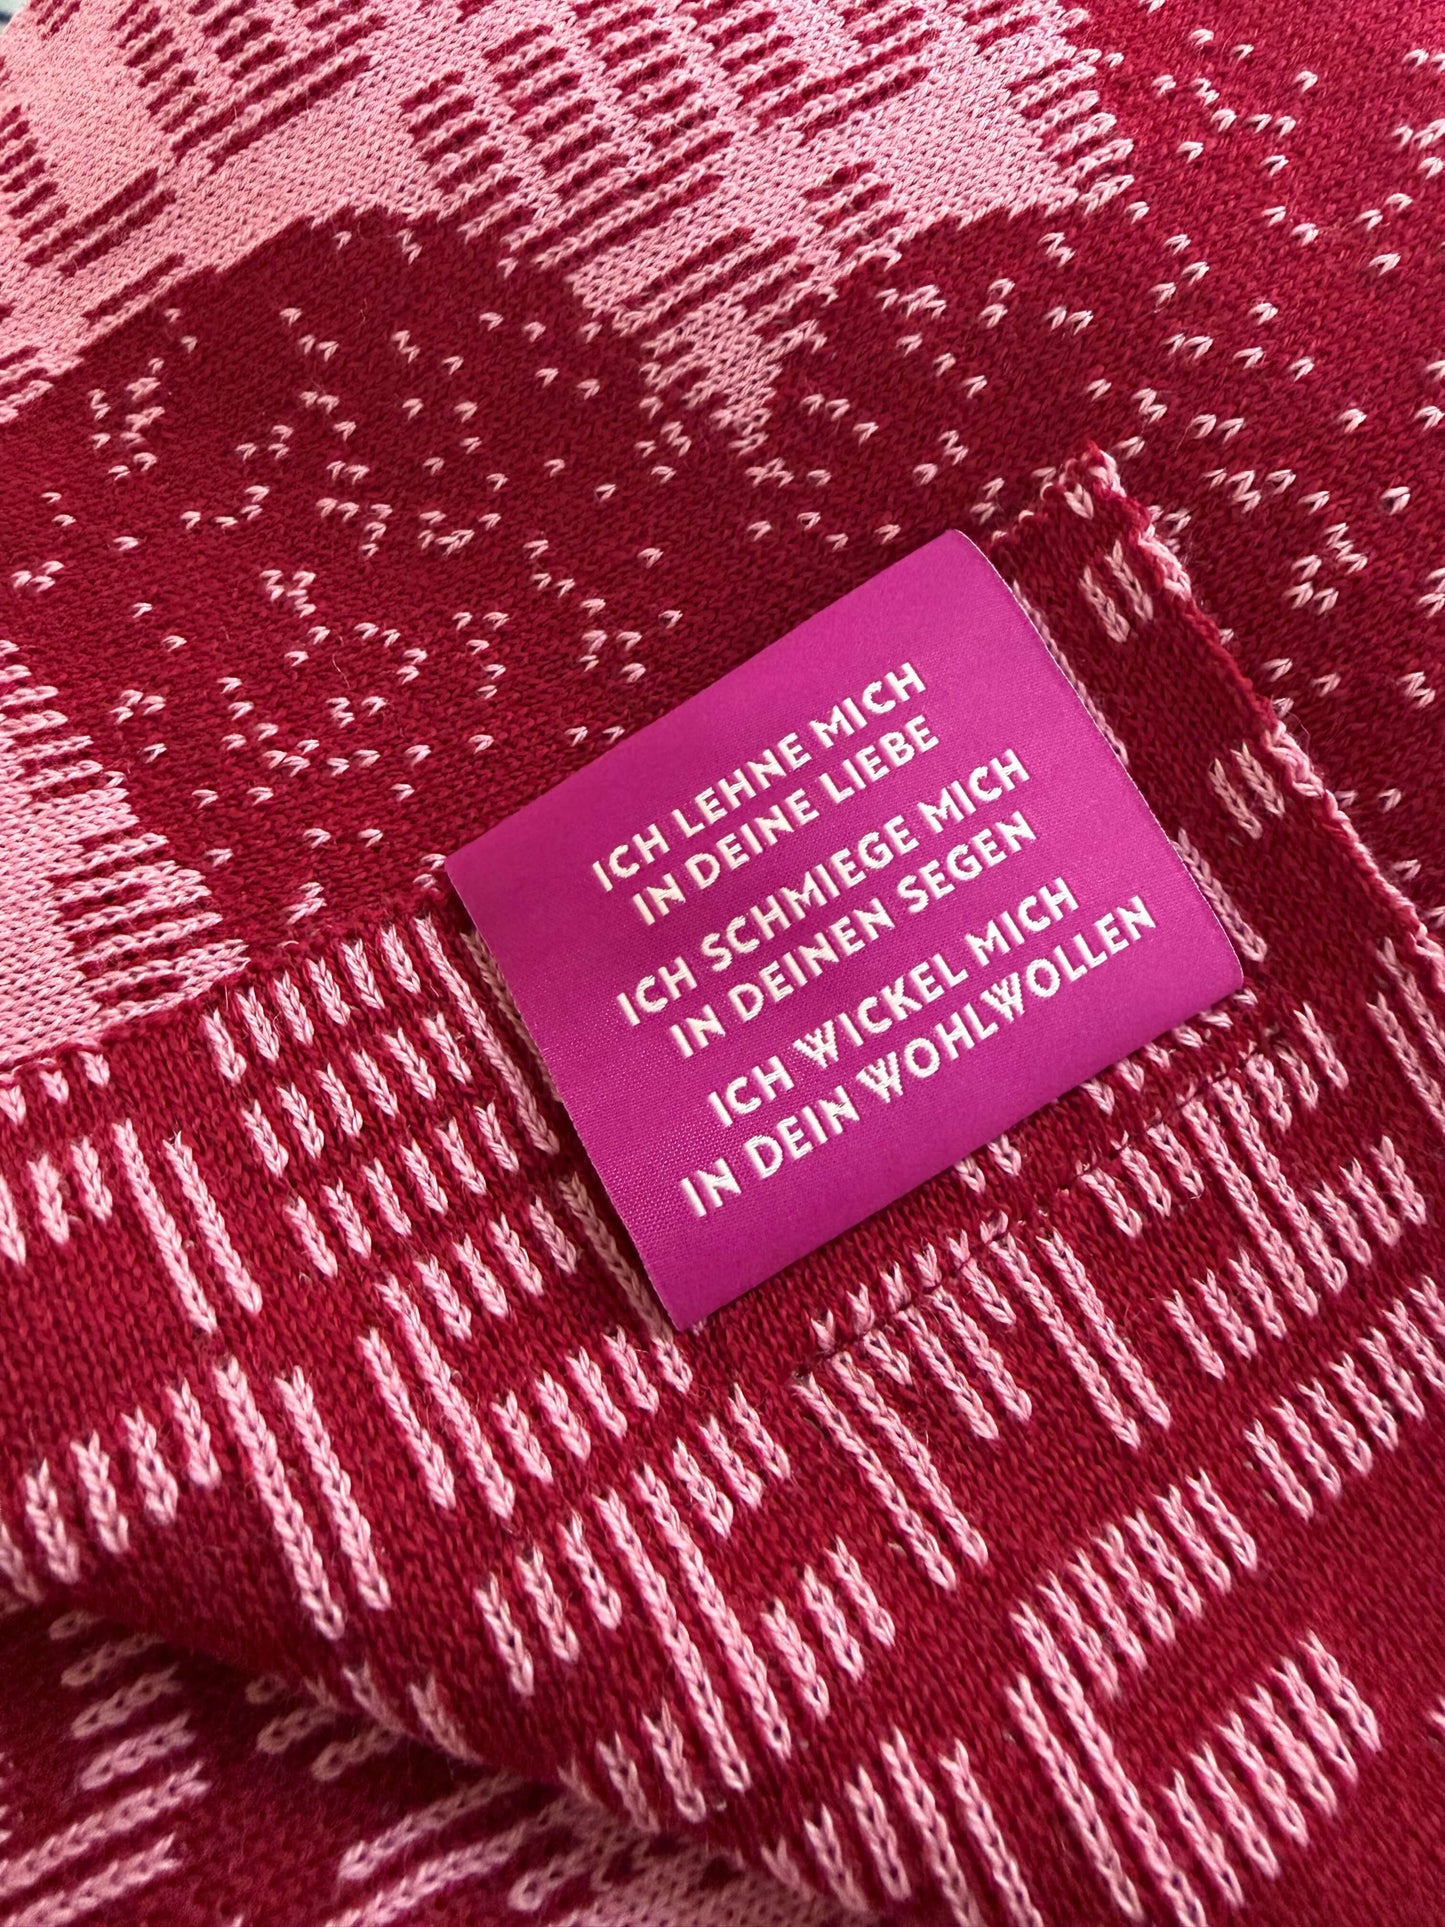 ICH LEHNE MICH
IN DEINE LIEBE
ICH SCHMIEGE MICH
IN DEINEN SEGEN
ICH WICKEL MICH
IN DEIN WOHLWOLLEN